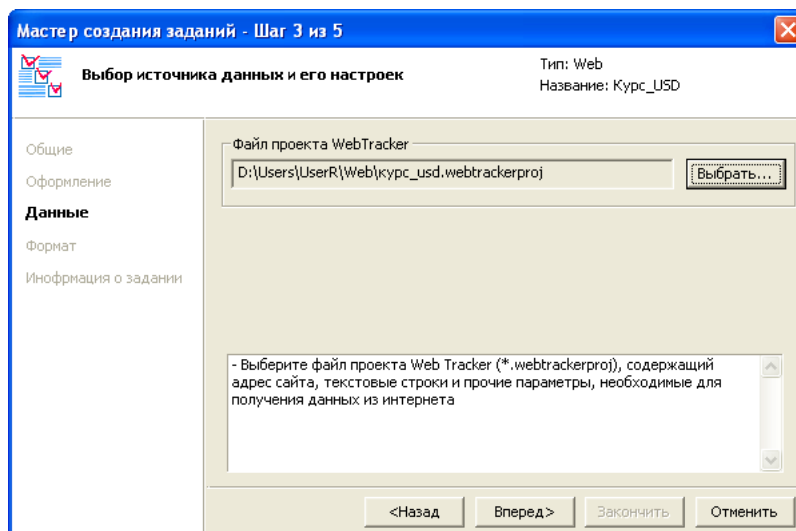 Мастер создания заданий - Шаг 3 из 5
Выбор источника данных и его настроек
Тип: Web
Название: Курс_USD
Общие
Оформление
Данные
Формат
Инофрмация о задании
Файл проекта WebTracker
D:\Users\UserR\Web\курс_usd.webtrackerproj
Выбрать...
- Выберите файл проекта Web Tracker (*.webtrackerproj), содержащий
адрес сайта, текстовые строки и прочие параметры, необходимые для
получения данных из интернета
<Назад
Вперед>
Закончить
Отменить